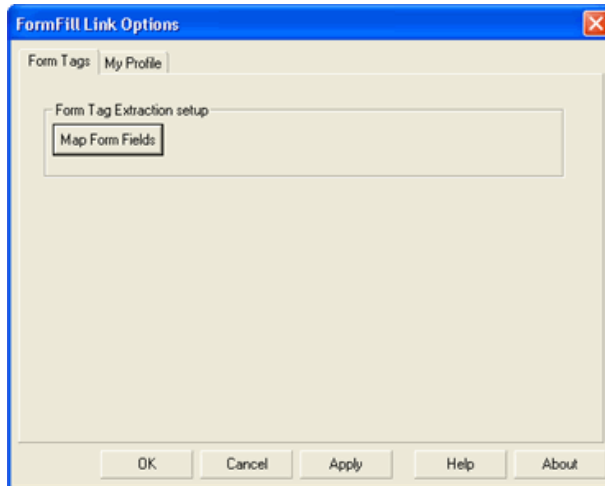 FormFill Link Options
Form Tags My Profile
Form Tag Extraction setup
Map Form Fields
OK Cancel Apply Help About